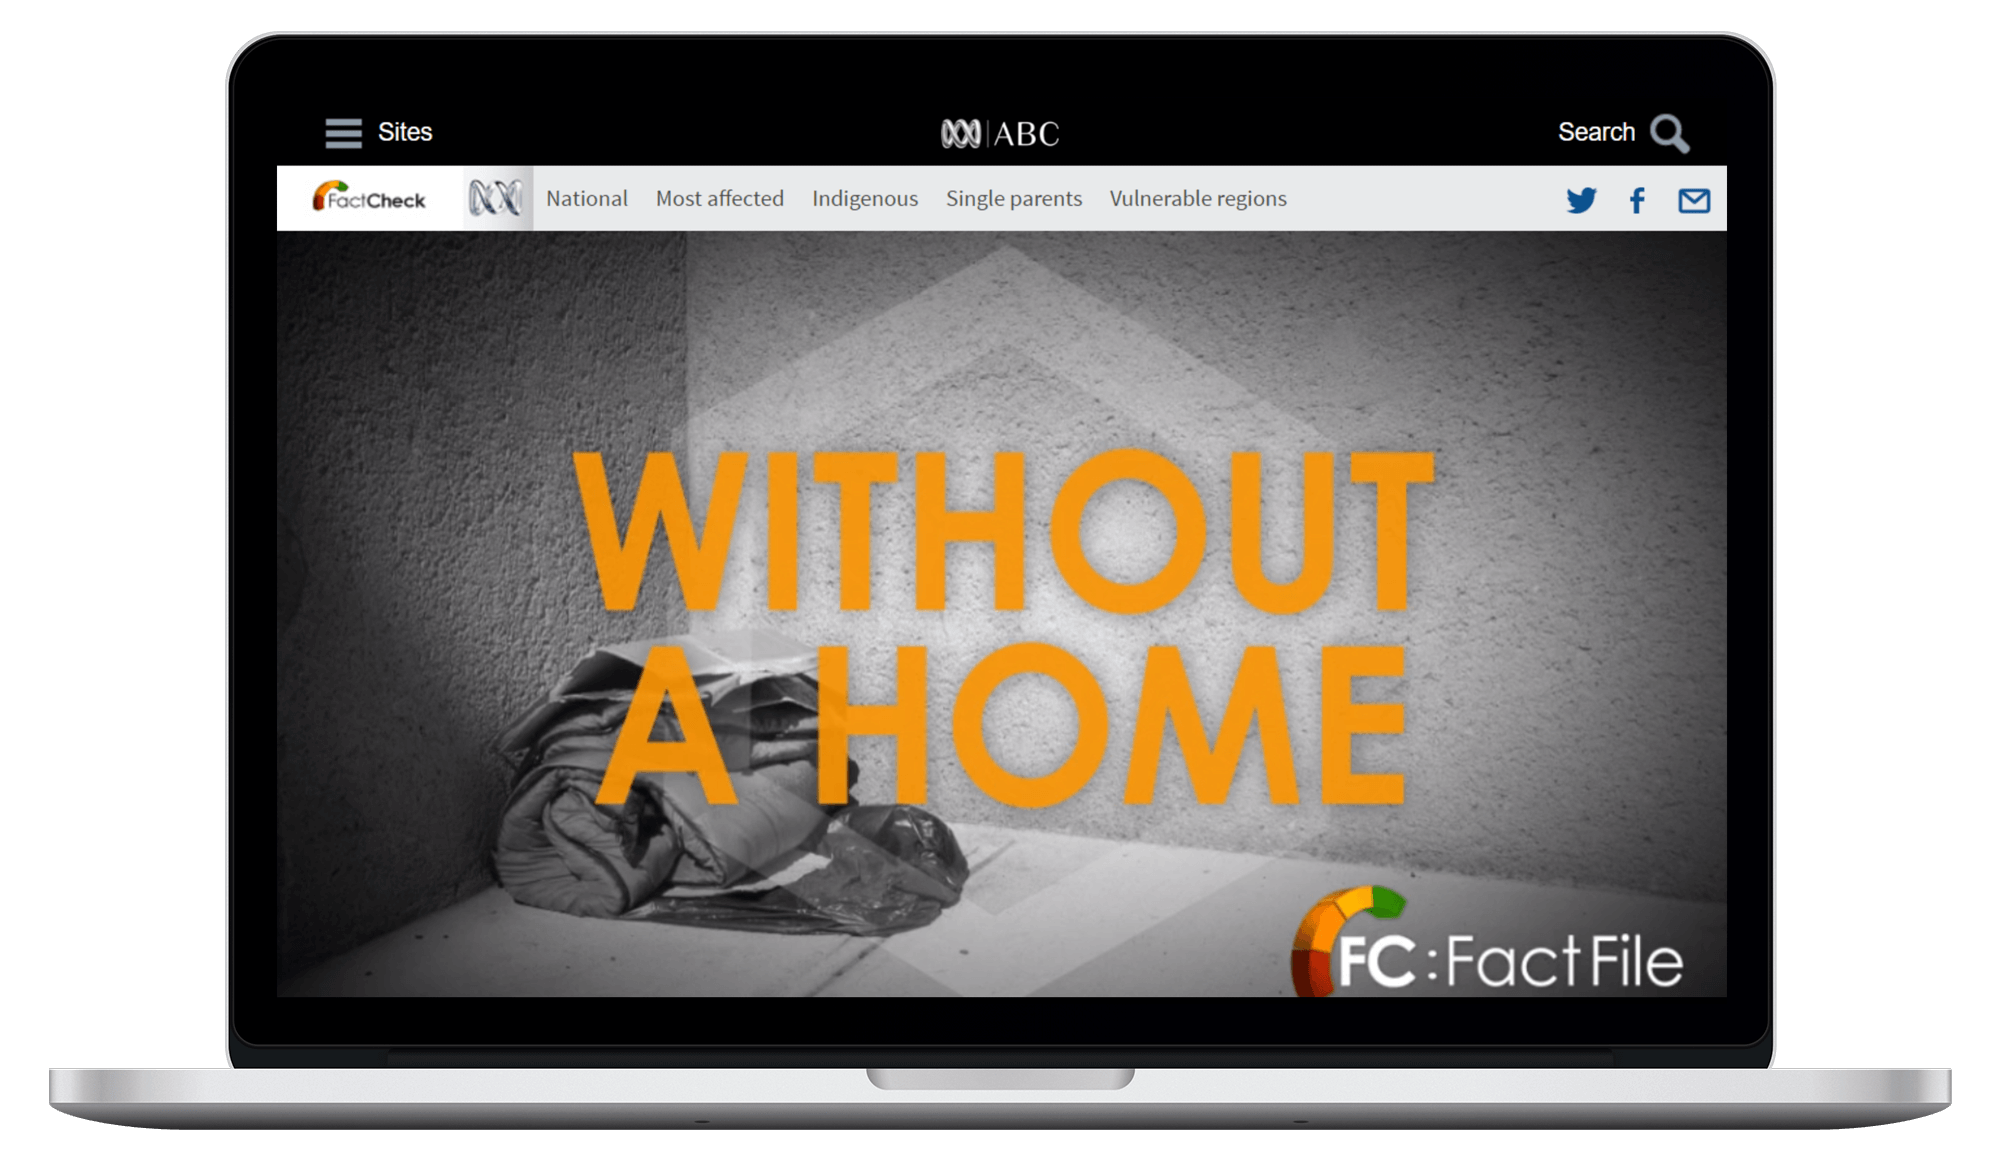 Sites
ABC
Search
FactCheck
National Most affected Indigenous Single parents Vulnerable regions
WITHOUT
A HOME
FC:FactFile